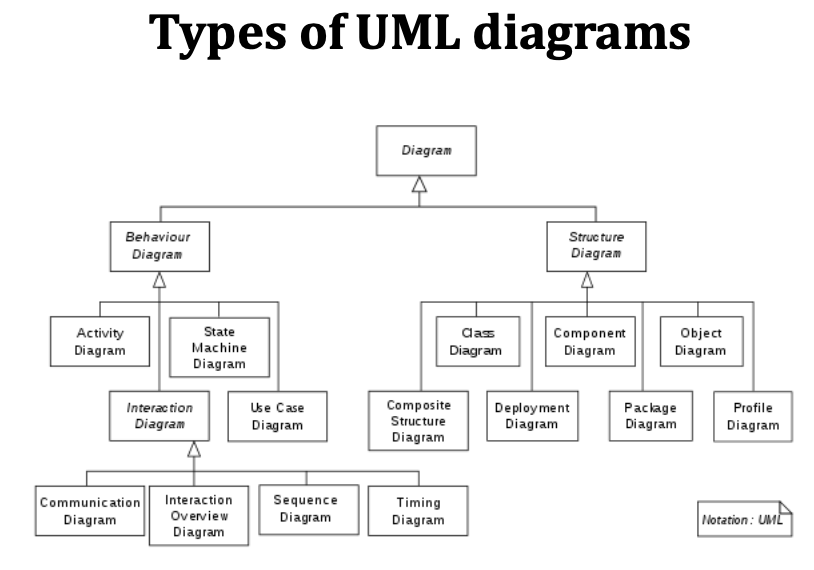 Types of UML diagrams
Diagram
Behaviour
Diagram
Structure
Diagram
Activity
Diagram
State
Machine
Diagram
Class
Diagram
Component
Diagram
Object
Diagram
Interaction
Diagram
Use Case
Diagram
Composite
Structure
Diagram
Deployment
Diagram
Package
Diagram
Profile
Diagram
Communication
Diagram
Interaction
Overview
Diagram
Sequence
Diagram
Timing
Diagram
Notation : UML